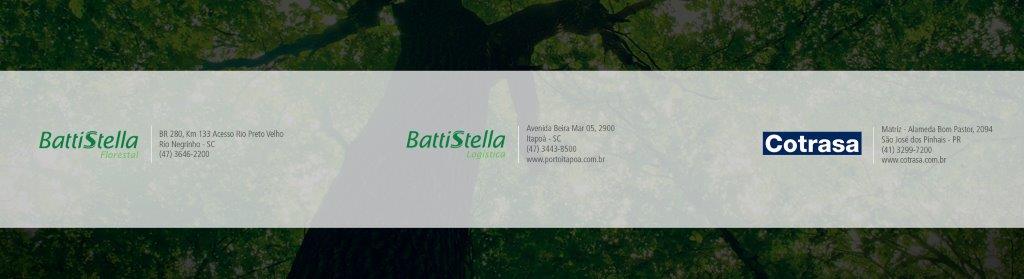 BattiStella
Florestal
BR 280, Km 133 Acesso Rio Preto Velho
Rio Negrinho - SC
(47) 3646-2200
BattiStella
Logística
Avenida Beira Mar 05, 2900
Itapoà - SC
(47) 3443-8500
www.portoitapoa.com.br
Cotrasa
Matriz - Alameda Bom Pastor, 2094
São José dos Pinhais - PR
(41) 3299-7200
www.cotrasa.com.br